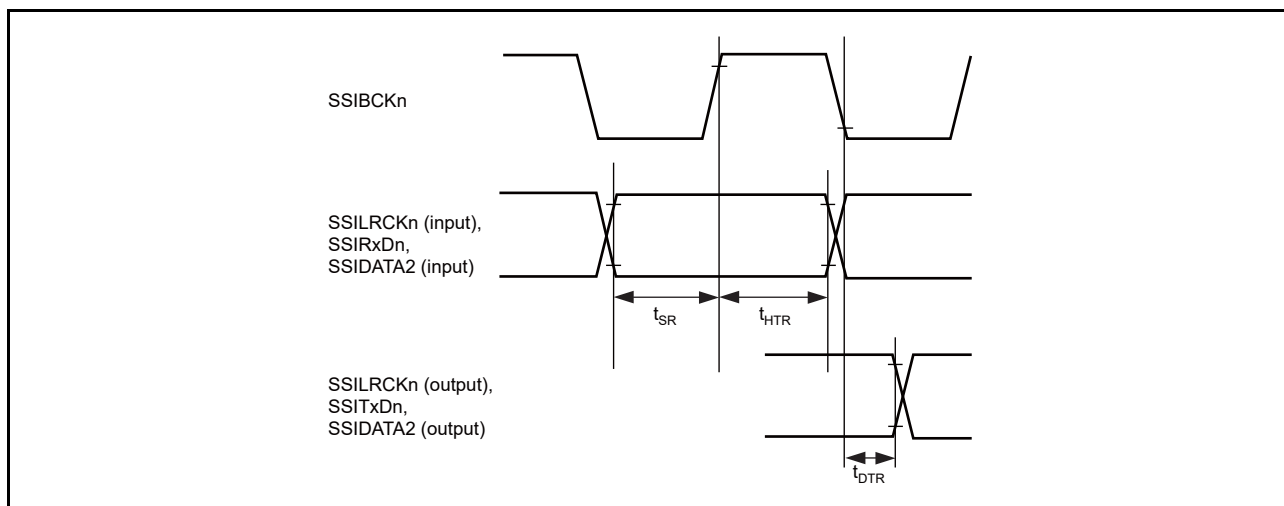 SSIBCKn
SSILRCKn (input),
SSIRxDn,
SSIDATA2 (input)
tSR
tHTR
SSILRCKn (output),
SSITxDn,
SSIDATA2 (output)
tDTR